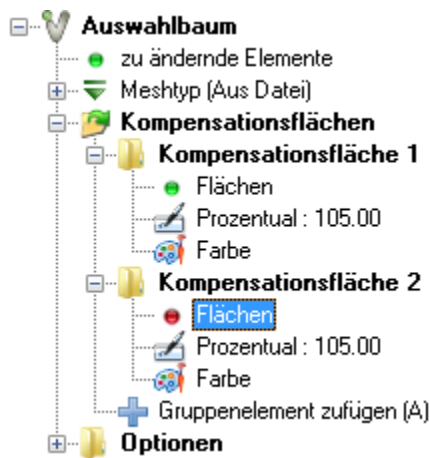 Auswahlbaum
zu ändernde Elemente
Meshtyp (Aus Datei)
Kompensationsflächen
Kompensationsfläche 1
Flächen
Prozentual : 105.00
Farbe
Kompensationsfläche 2
Flächen
Prozentual : 105.00
Farbe
Gruppenelement zufügen (A)
Optionen